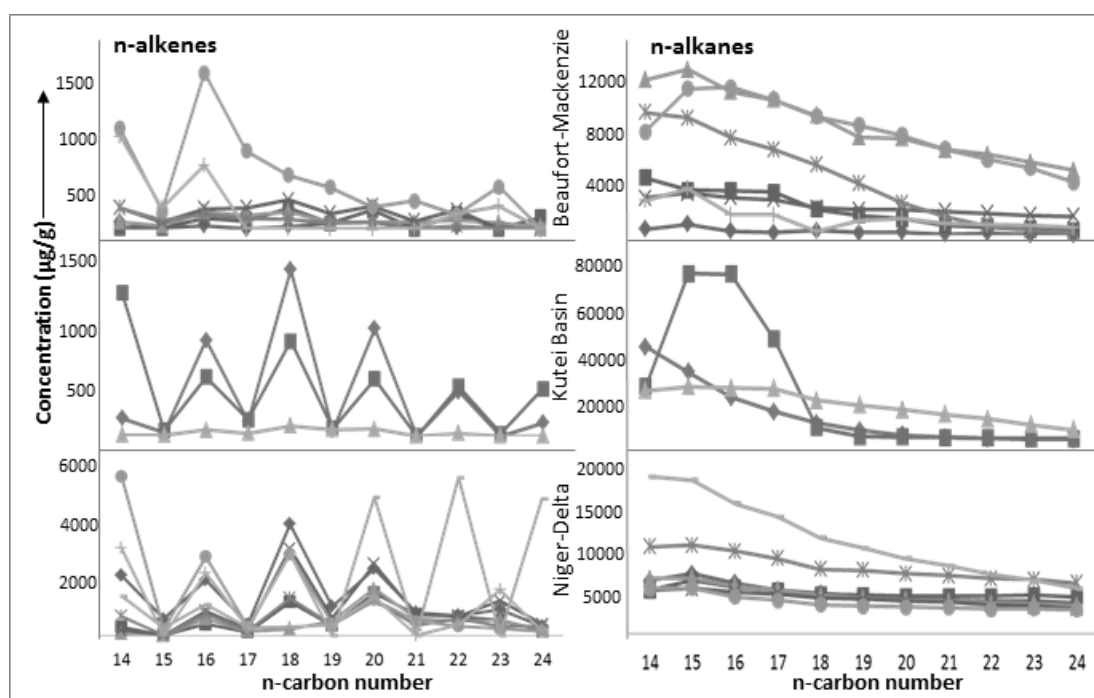 n-alkenes
n-alkanes
Concentration (µg/g)
1500
1000
500
Beaufort-Mackenzie
12000
8000
4000
1500
1000
500
Kutei Basin
80000
60000
40000
20000
6000
4000
2000
Niger-Delta
20000
15000
10000
5000
14 15 16 17 18 19 20 21 22 23 24
14 15 16 17 18 19 20 21 22 23 24
n-carbon number
n-carbon number